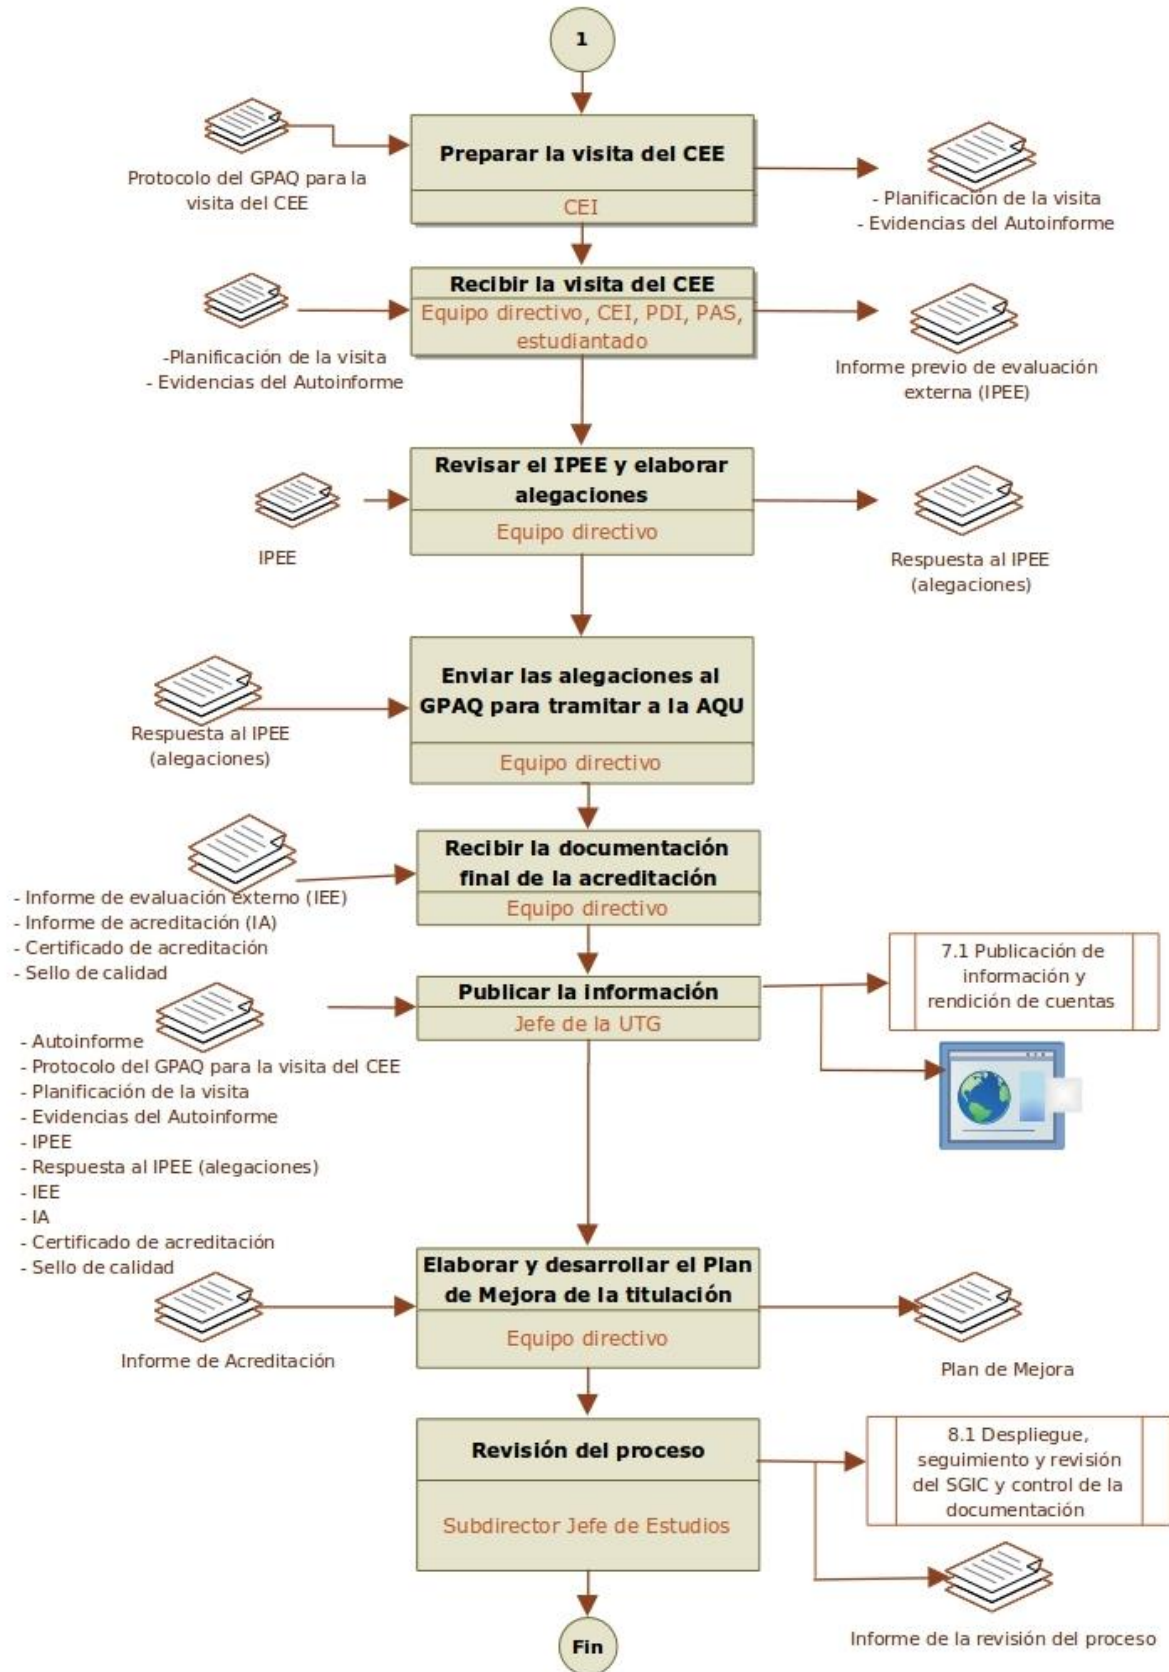 1
Protocolo del GPAQ para la
visita del CEE
Preparar la visita del CEE
CEI
- Planificación de la visita
- Evidencias del Autoinforme
-Planificación de la visita
- Evidencias del Autoinforme
Recibir la visita del CEE
Equipo directivo, CEI, PDI, PAS,
estudiantado
Informe previo de evaluación
externa (IPEE)
IPEE
Revisar el IPEE y elaborar
alegaciones
Equipo directivo
Respuesta al IPEE
(alegaciones)
Respuesta al IPEE
(alegaciones)
Enviar las alegaciones al
GPAQ para tramitar a la AQU
Equipo directivo
- Informe de evaluación externo (IEE)
- Informe de acreditación (IA)
- Certificado de acreditación
- Sello de calidad
Recibir la documentación
final de la acreditación
Equipo directivo
- Autoinforme
- Protocolo del GPAQ para la visita del CEE
- Planificación de la visita
- Evidencias del Autoinforme
- IPEE
- Respuesta al IPEE (alegaciones)
- IEE
- IA
- Certificado de acreditación
- Sello de calidad
Publicar la información
Jefe de la UTG
7.1 Publicación de
información y
rendición de cuentas
Informe de Acreditación
Elaborar y desarrollar el Plan
de Mejora de la titulación
Equipo directivo
Plan de Mejora
Revisión del proceso
Subdirector Jefe de Estudios
8.1 Despliegue,
seguimiento y revisión
del SGIC y control de la
documentación
Informe de la revisión del proceso
Fin